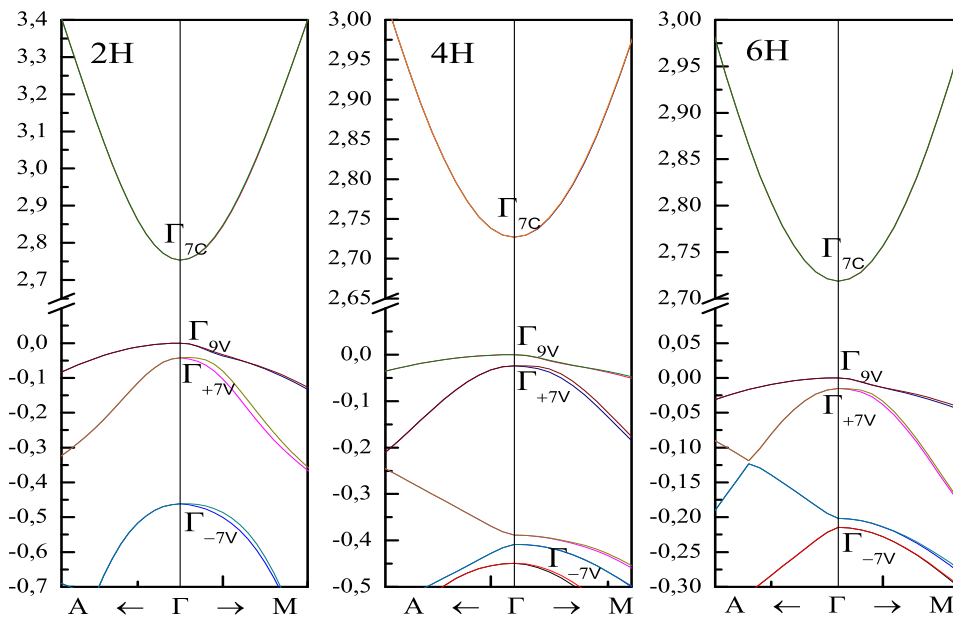 2H
3,4
3,3
3,2
3,1
3,0
2,9
2,8
2,7
0,0
-0,1
-0,2
-0,3
-0,4
-0,5
-0,6
-0,7
Γ7C
Γ9V
Γ+7V
Γ−7V
A ← Γ → M
4H
3,00
2,95
2,90
2,85
2,80
2,75
2,70
2,65
0,0
-0,1
-0,2
-0,3
-0,4
-0,5
Γ7C
Γ9V
Γ+7V
Γ−7V
A ← Γ → M
6H
3,00
2,95
2,90
2,85
2,80
2,75
2,70
0,05
0,00
-0,05
-0,10
-0,15
-0,20
-0,25
-0,30
Γ7C
Γ9V
Γ+7V
Γ−7V
A ← Γ → M